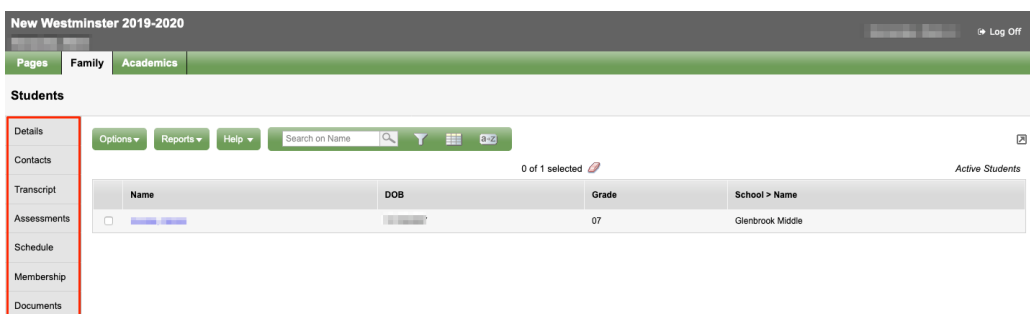 New Westminster 2019-2020
Log Off
Pages Family Academics
Students
Details
Contacts
Transcript
Assessments
Schedule
Membership
Documents
Options Reports Help Search on Name a-z
0 of 1 selected Active Students
Name DOB Grade School > Name
07 Glenbrook Middle